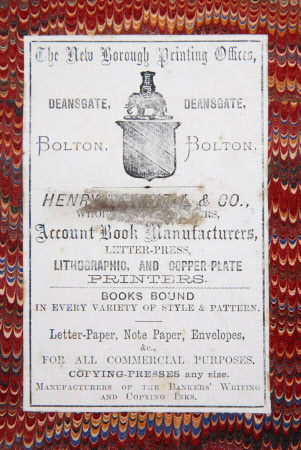 The New Borough Printing Offices,
DEANSGATE, DEANSGATE,
BOLTON. BOLTON.
HENRY & CO.,
Account Book Manufacturers,
LETTER-PRESS,
LITHOGRAPHIC, AND COPPER-PLATE
PRINTERS.
BOOKS BOUND
IN EVERY VARIETY OF STYLE & PATTERN.
Letter-Paper, Note Paper, Envelopes,
&c.,
FOR ALL COMMERCIAL PURPOSES.
COPYING-PRESSES any size.
MANUFACTURERS OF THE BANKERS' WRITING
AND COPYING INKS.